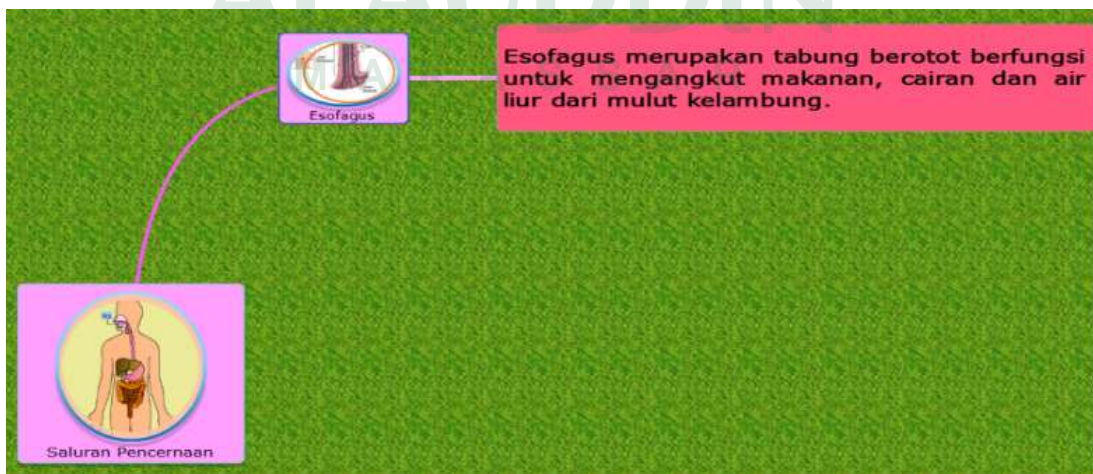 Esofagus merupakan tabung berotot berfungsi
untuk mengangkut makanan, cairan dan air
liur dari mulut kelambung.
Esofagus
Saluran Pencernaan